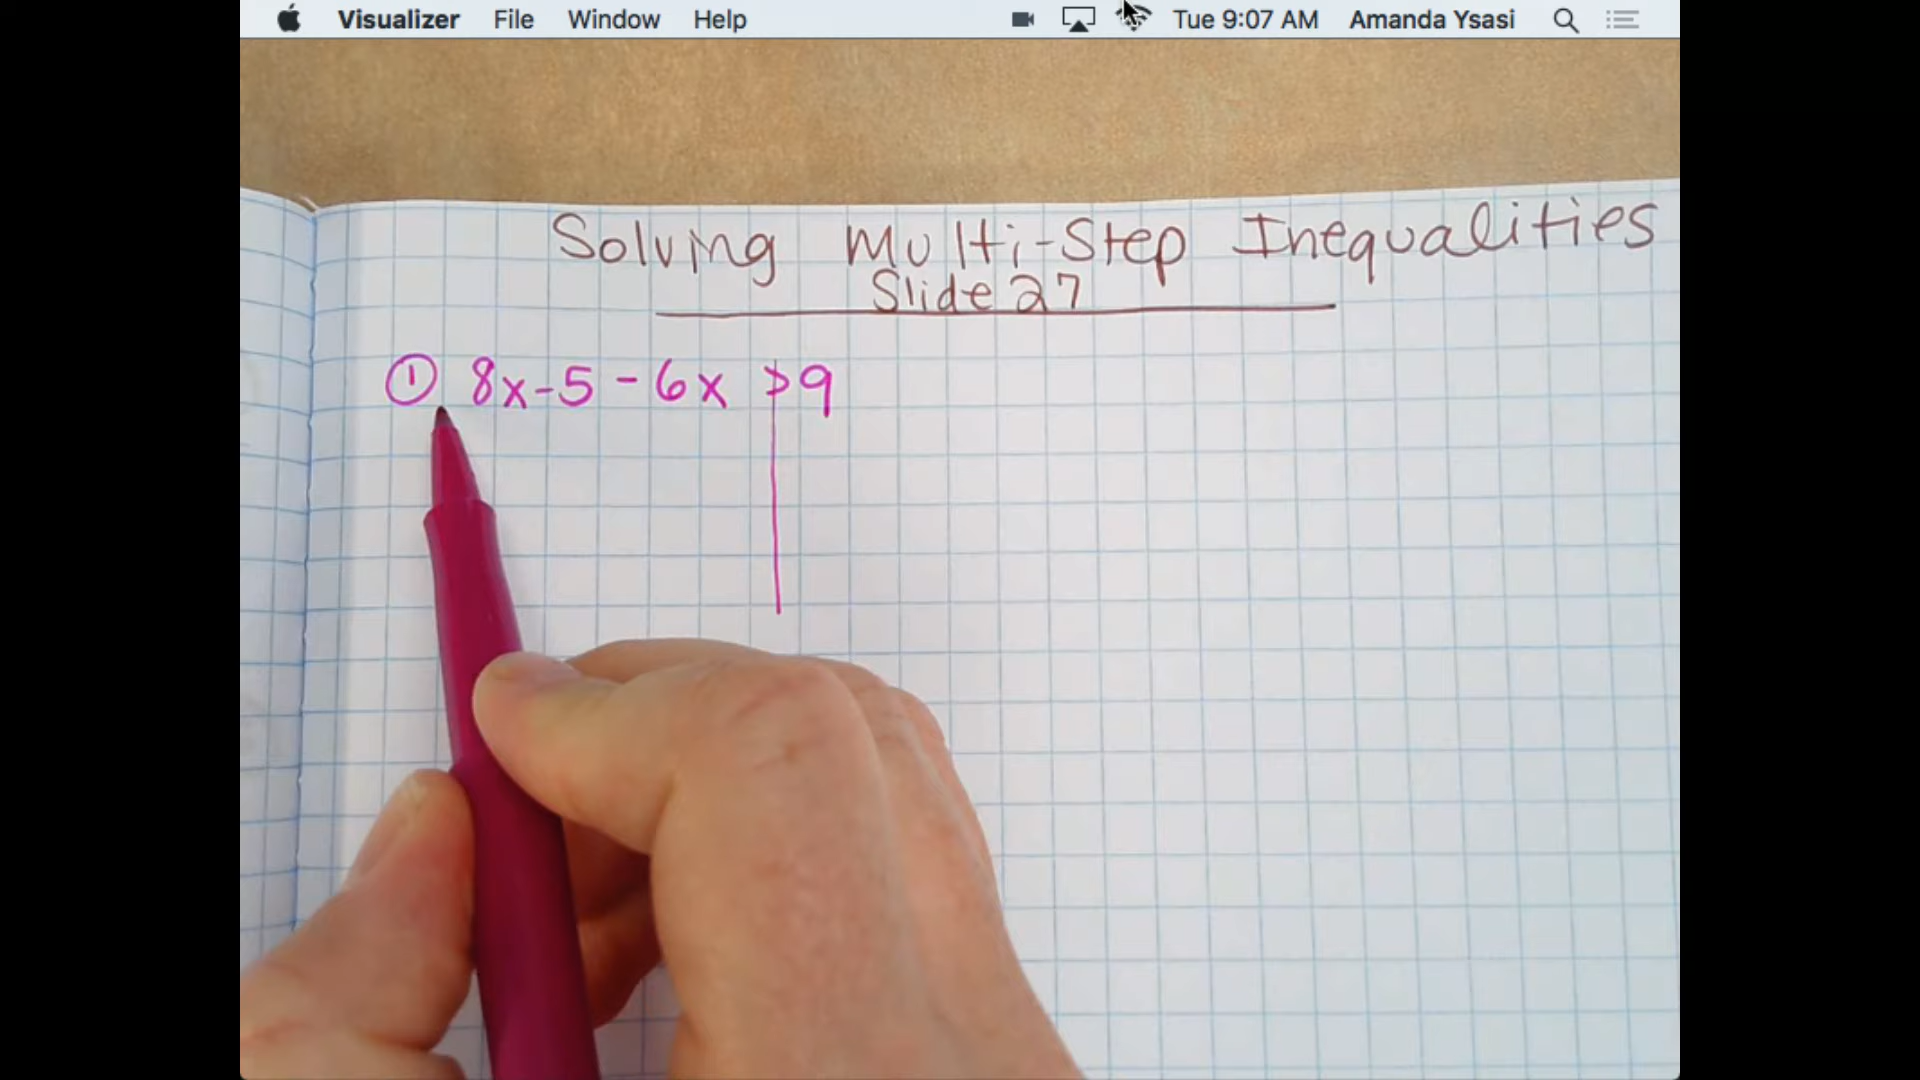 Visualizer File Window Help Tue 9:07 AM Amanda Ysasi
Solving Multi-Step Inequalities
Slide 27
① 8x-5 - 6x > 9